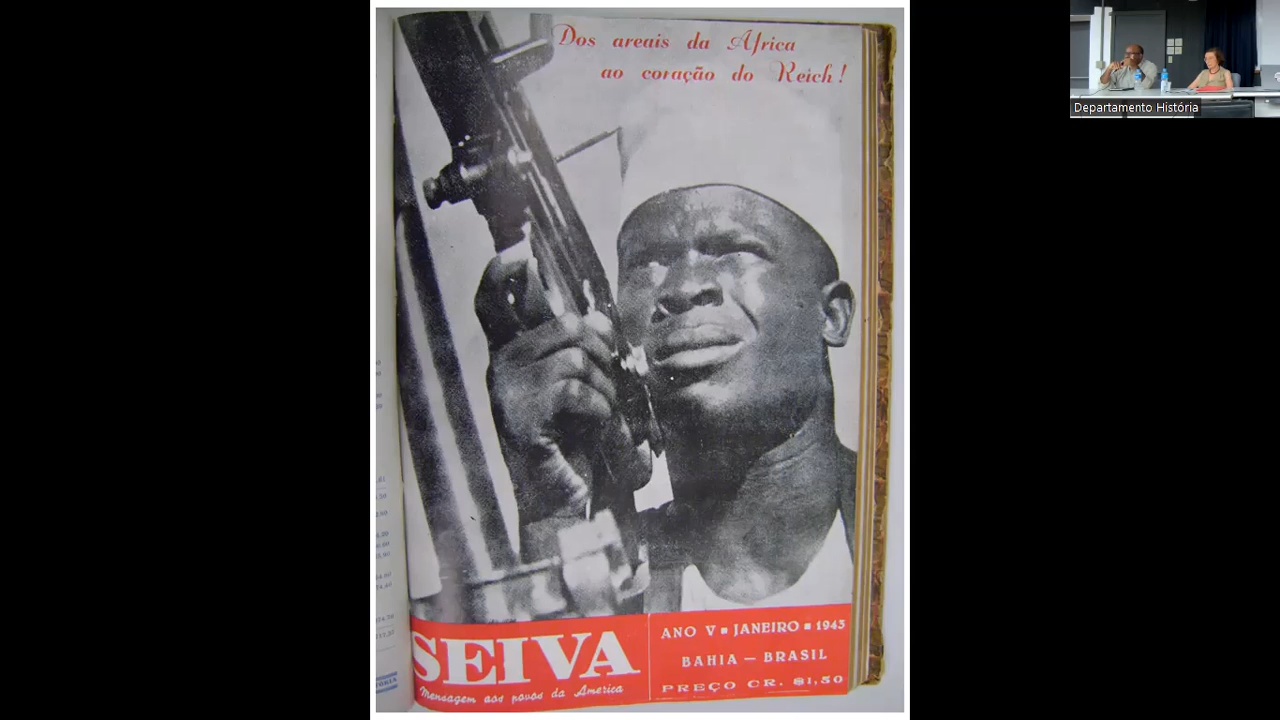 Dos areais da Africa
ao coração do Reich!
SEIVA
Mensagem aos povos da America
ANO V ▪ JANEIRO ▪ 1943
BAHIA — BRASIL
PREÇO CR. $1,50
Departamento História